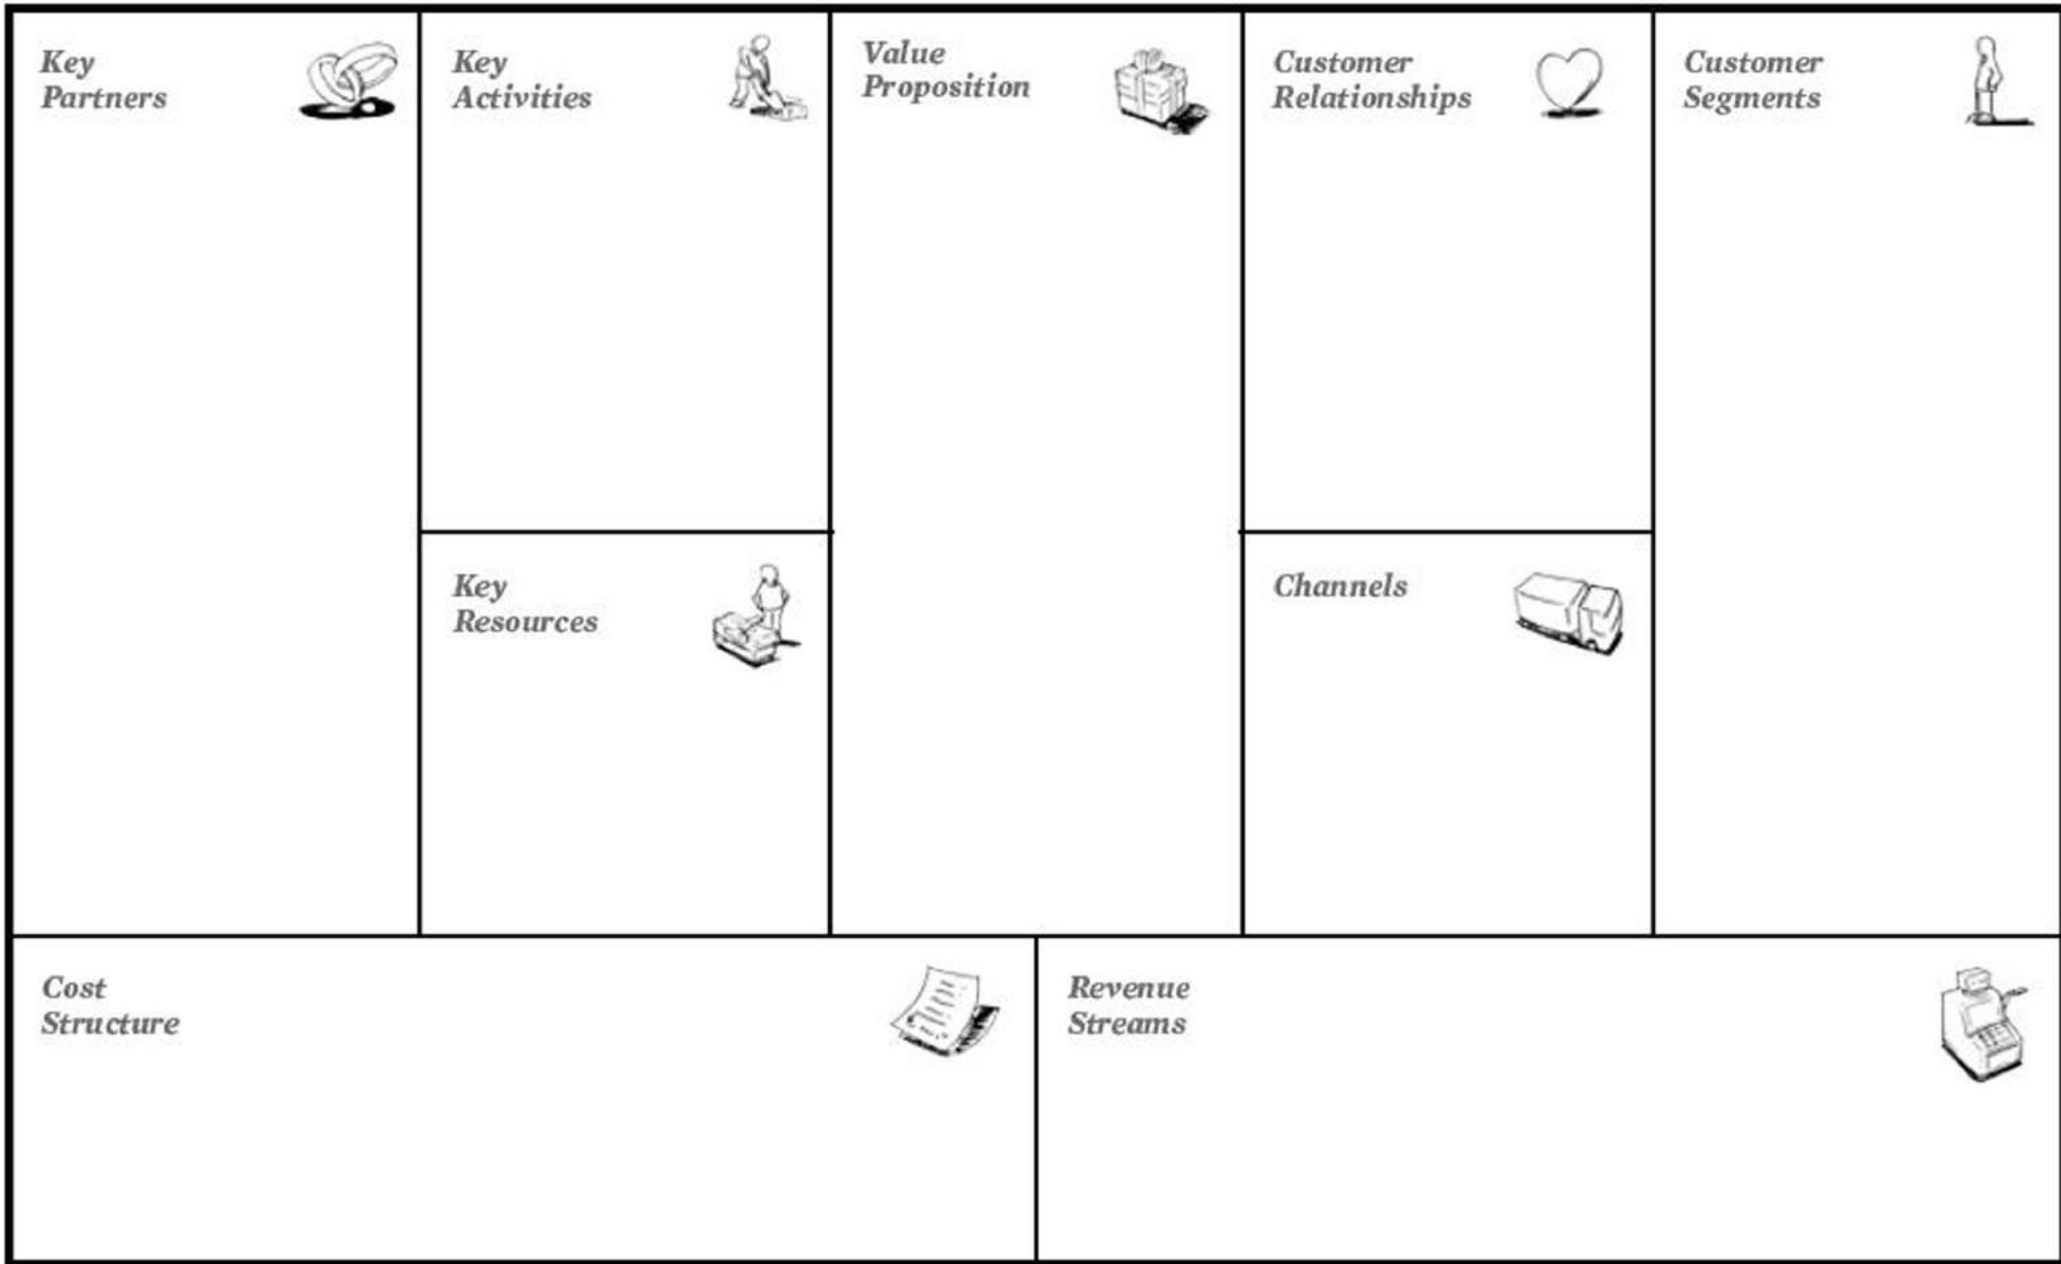 Key
Partners
Key
Activities
Value
Proposition
Customer
Relationships
Customer
Segments
Key
Resources
Channels
Cost
Structure
Revenue
Streams